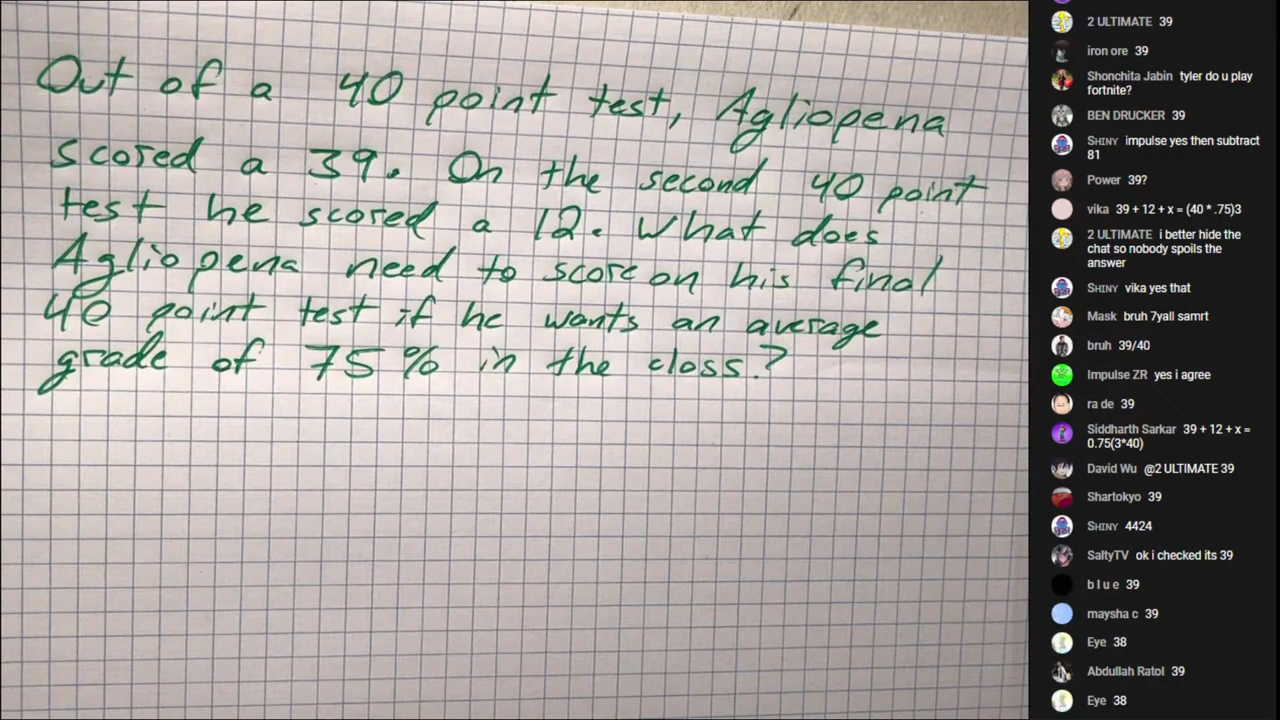 Out of a 40 point test, Agliopena
scored a 39. On the second 40 point
test he scored a 12. What does
Agliopena need to score on his final
40 point test if he wants an average
grade of 75% in the closs?
2 ULTIMATE 39
iron ore 39
Shonchita Jabin tyler do u play
fortnite?
BEN DRUCKER 39
SHINY impulse yes then subtract
81
Power 39?
vika 39 + 12 + x = (40 * .75)3
2 ULTIMATE i better hide the
chat so nobody spoils the
answer
SHINY vika yes that
Mask bruh 7yall samrt
bruh 39/40
Impulse ZR yes i agree
ra de 39
Siddharth Sarkar 39 + 12 + x =
0.75(3*40)
David Wu @2 ULTIMATE 39
Shartokyo 39
SHINY 4424
SaltyTV ok i checked its 39
b l u e 39
maysha c 39
Eye 38
Abdullah Ratol 39
Eye 38